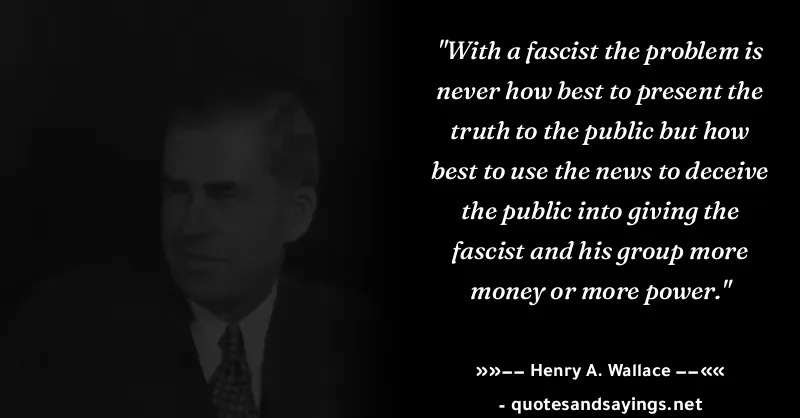 "With a fascist the problem is
never how best to present the
truth to the public but how
best to use the news to deceive
the public into giving the
fascist and his group more
money or more power."
»»−− Henry A. Wallace −−««
- quotesandsayings.net